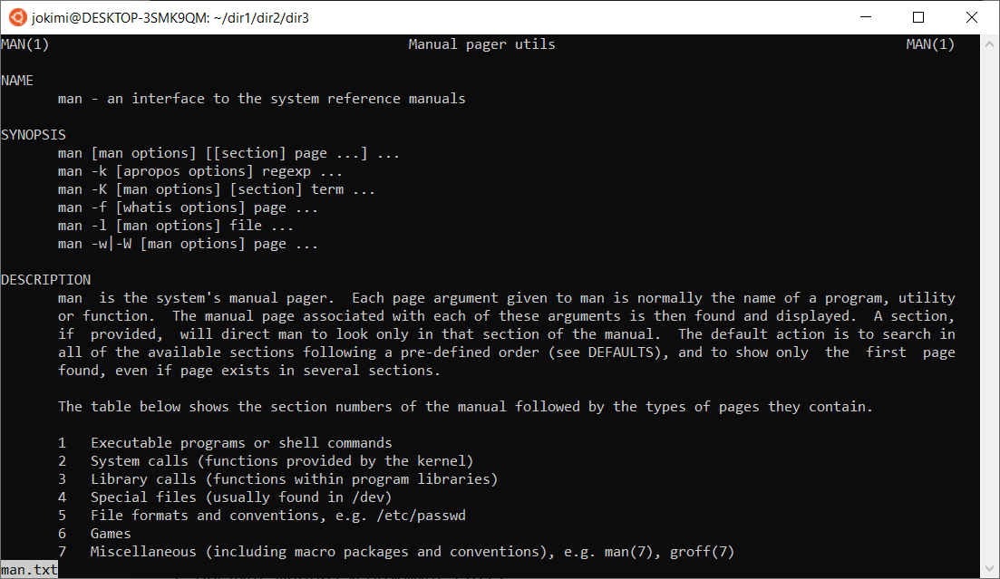 jokimi@DESKTOP-3SMK9QM: ~/dir1/dir2/dir3
MAN(1) Manual pager utils MAN(1)
NAME
man - an interface to the system reference manuals
SYNOPSIS
man [man options] [[section] page ...] ...
man -k [apropos options] regexp ...
man -K [man options] [section] term ...
man -f [whatis options] page ...
man -l [man options] file ...
man -w|-W [man options] page ...
DESCRIPTION
man  is the system's manual pager.  Each page argument given to man is normally the name of a program, utility
or function.  The manual page associated with each of these arguments is then found and displayed.  A section,
if  provided,  will direct man to look only in that section of the manual.  The default action is to search in
all of the available sections following a pre-defined order (see DEFAULTS), and to show only  the  first  page
found, even if page exists in several sections.
The table below shows the section numbers of the manual followed by the types of pages they contain.
1   Executable programs or shell commands
2   System calls (functions provided by the kernel)
3   Library calls (functions within program libraries)
4   Special files (usually found in /dev)
5   File formats and conventions, e.g. /etc/passwd
6   Games
7   Miscellaneous (including macro packages and conventions), e.g. man(7), groff(7)
man.txt